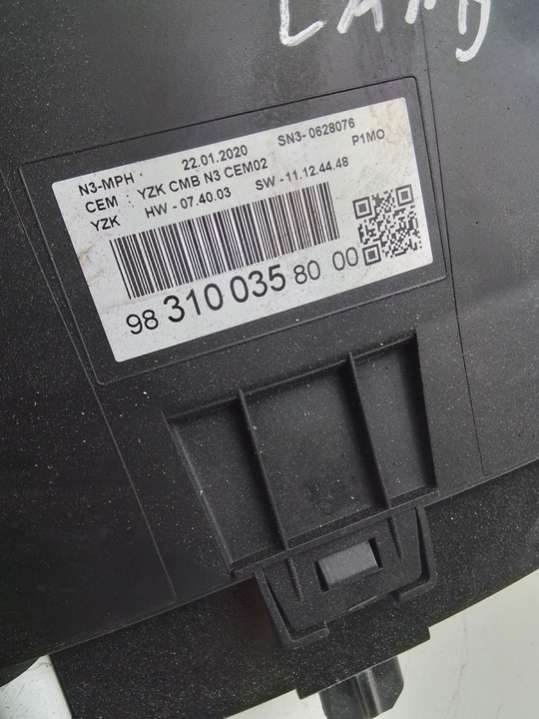 N3-MPH 22.01.2020 SN3-0628076
CEM : YZK CMB N3 CEM02 P1MO
YZK HW - 07.40.03 SW -11.12.44.48
98 310 035 80 00